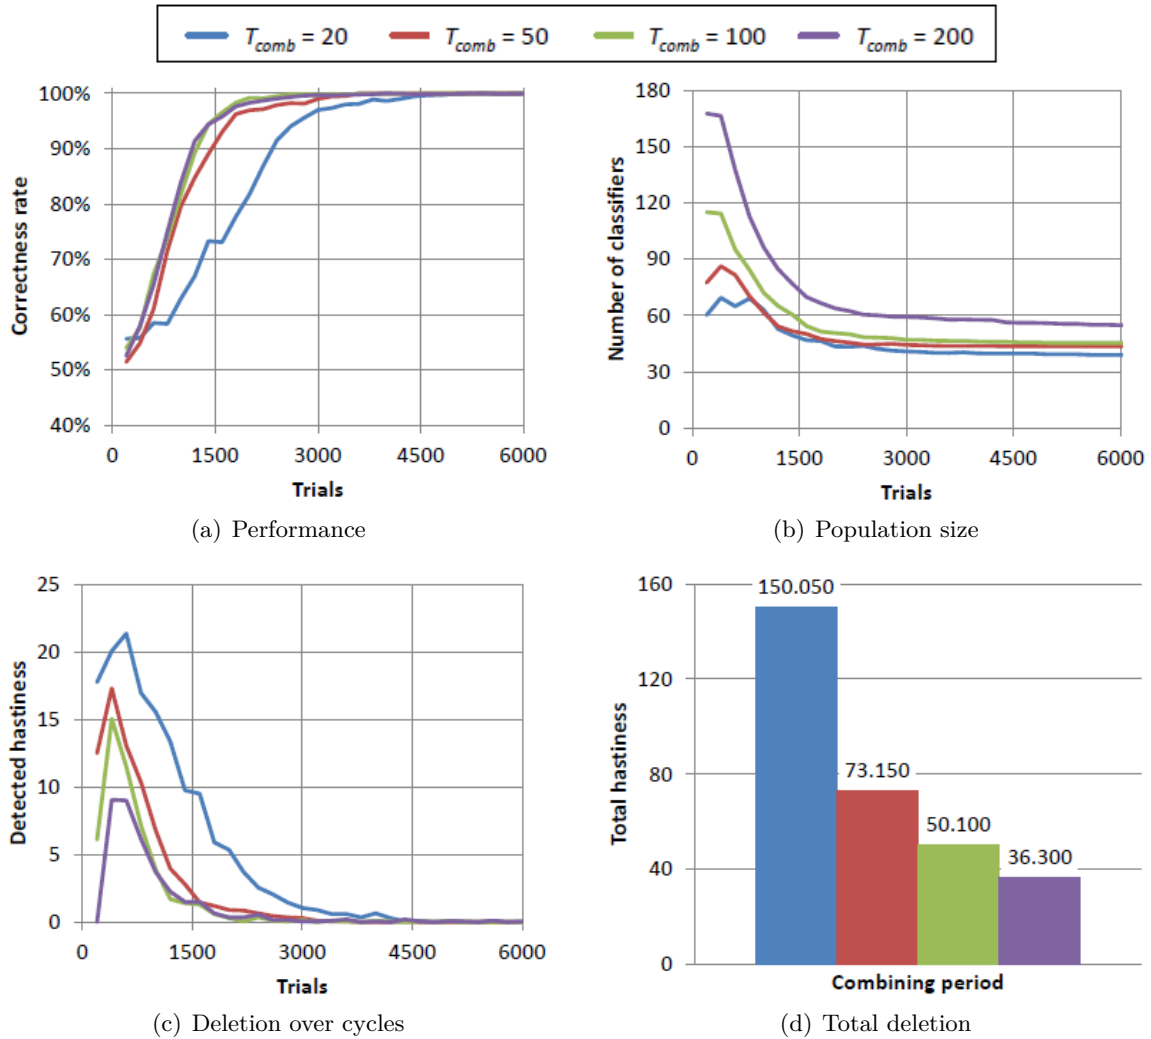 T_comb = 20 T_comb = 50 T_comb = 100 T_comb = 200
100%
90%
80%
70%
60%
50%
40%
Correctness rate
0 1500 3000 4500 6000
Trials
(a) Performance
180
150
120
90
60
30
0
Number of classifiers
0 1500 3000 4500 6000
Trials
(b) Population size
25
20
15
10
5
0
Detected hastiness
0 1500 3000 4500 6000
Trials
(c) Deletion over cycles
160
120
80
40
0
Total hastiness
150.050
73.150
50.100
36.300
Combining period
(d) Total deletion